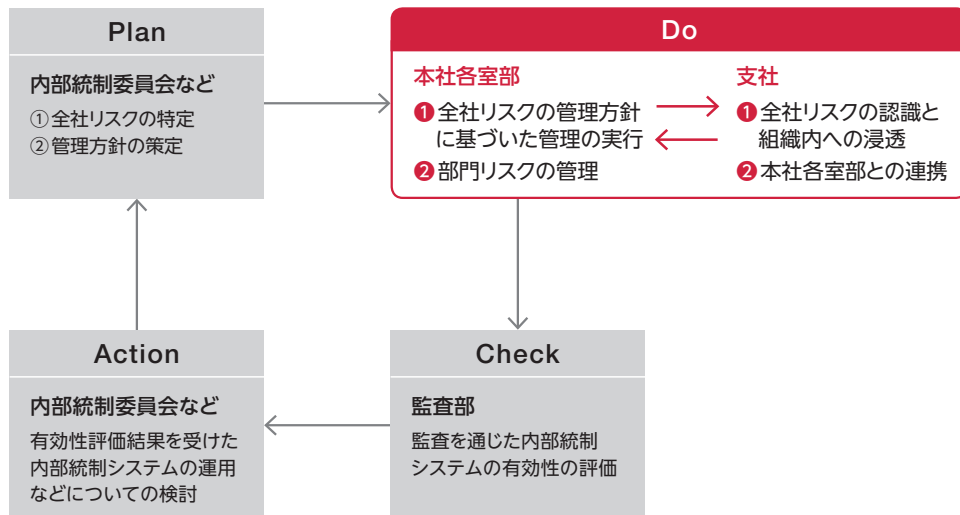 Plan
内部統制委員会など
①全社リスクの特定
②管理方針の策定
Do
本社各室部
❶全社リスクの管理方針
に基づいた管理の実行
❷部門リスクの管理
支社
❶全社リスクの認識と
組織内への浸透
❷本社各室部との連携
Check
監査部
監査を通じた内部統制
システムの有効性の評価
Action
内部統制委員会など
有効性評価結果を受けた
内部統制システムの運用
などについての検討